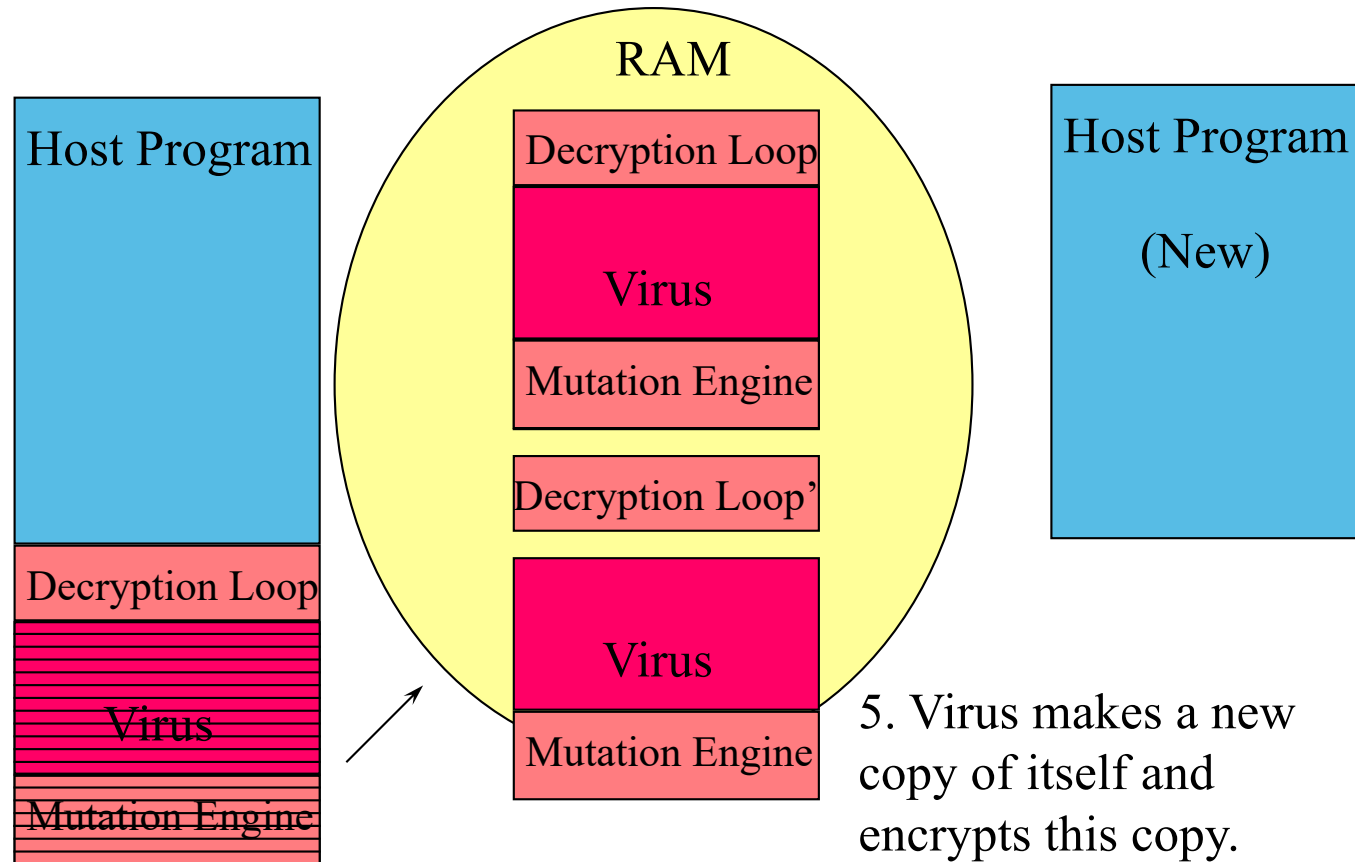 RAM
Host Program
Decryption Loop
Virus
Mutation Engine
Decryption Loop
Virus
Mutation Engine
Decryption Loop’
Virus
Mutation Engine
Host Program
(New)
5. Virus makes a new
copy of itself and
encrypts this copy.